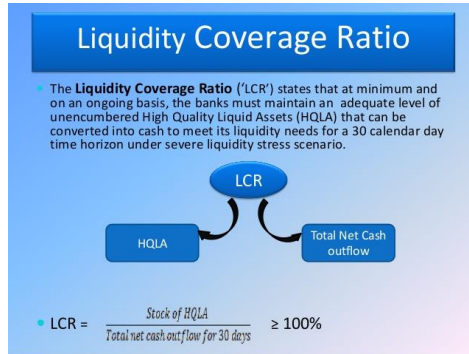 Liquidity Coverage Ratio
The Liquidity Coverage Ratio (‘LCR’) states that at minimum and
on an ongoing basis, the banks must maintain an adequate level of
unencumbered High Quality Liquid Assets (HQLA) that can be
converted into cash to meet its liquidity needs for a 30 calendar day
time horizon under severe liquidity stress scenario.
LCR
HQLA
Total Net Cash
outflow
LCR = Stock of HQLA / Total net cash outflow for 30 days ≥ 100%